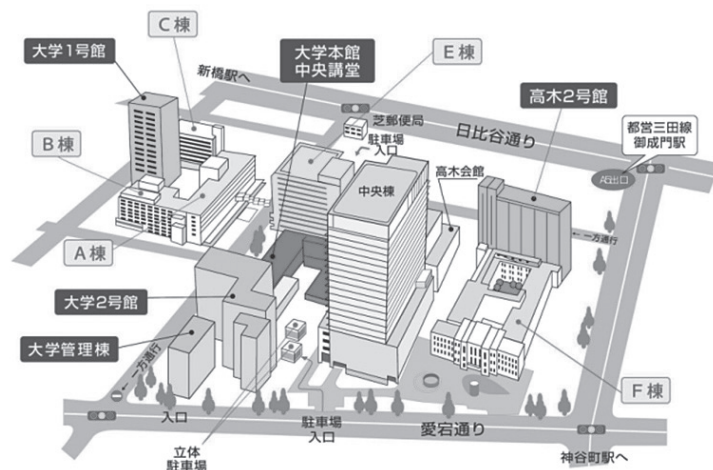 C棟
大学1号館
大学本館
中央講堂
E棟
新橋駅へ
芝郵便局
駐車場
入口
日比谷通り
高木2号館
都営三田線
御成門駅
A5出口
B棟
中央棟
高木会館
一方通行
A棟
大学2号館
大学管理棟
一方通行
F棟
入口
立体
駐車場
駐車場
入口
愛宕通り
神谷町駅へ